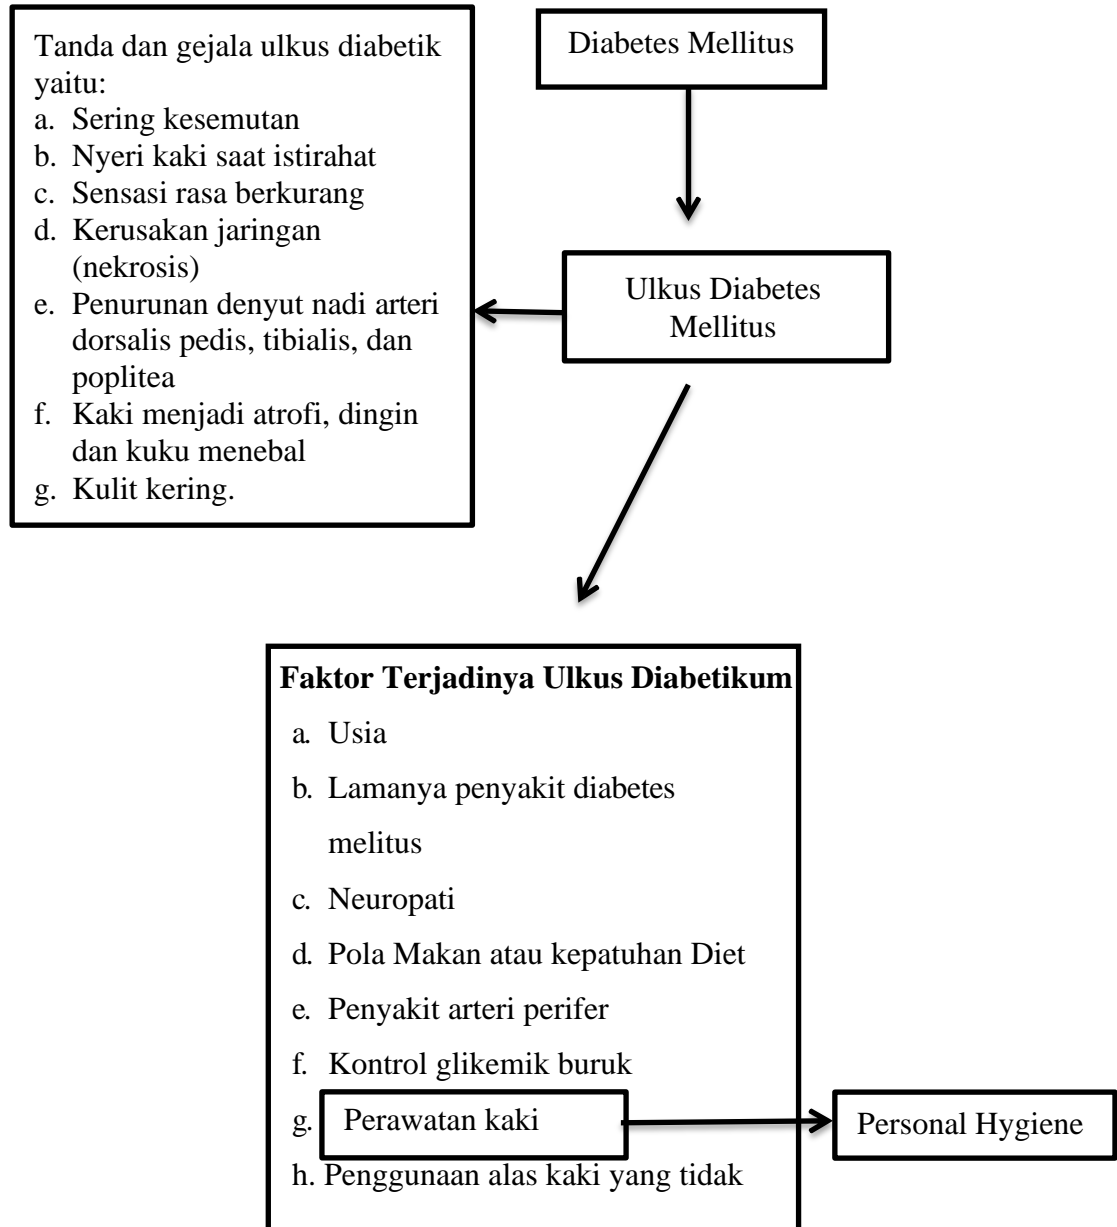 Tanda dan gejala ulkus diabetik
yaitu:
a. Sering kesemutan
b. Nyeri kaki saat istirahat
c. Sensasi rasa berkurang
d. Kerusakan jaringan
(nekrosis)
e. Penurunan denyut nadi arteri
dorsalis pedis, tibialis, dan
poplitea
f. Kaki menjadi atrofi, dingin
dan kuku menebal
g. Kulit kering.
Diabetes Mellitus
Ulkus Diabetes
Mellitus
Faktor Terjadinya Ulkus Diabetikum
a. Usia
b. Lamanya penyakit diabetes
melitus
c. Neuropati
d. Pola Makan atau kepatuhan Diet
e. Penyakit arteri perifer
f. Kontrol glikemik buruk
g. Perawatan kaki
Personal Hygiene
h. Penggunaan alas kaki yang tidak